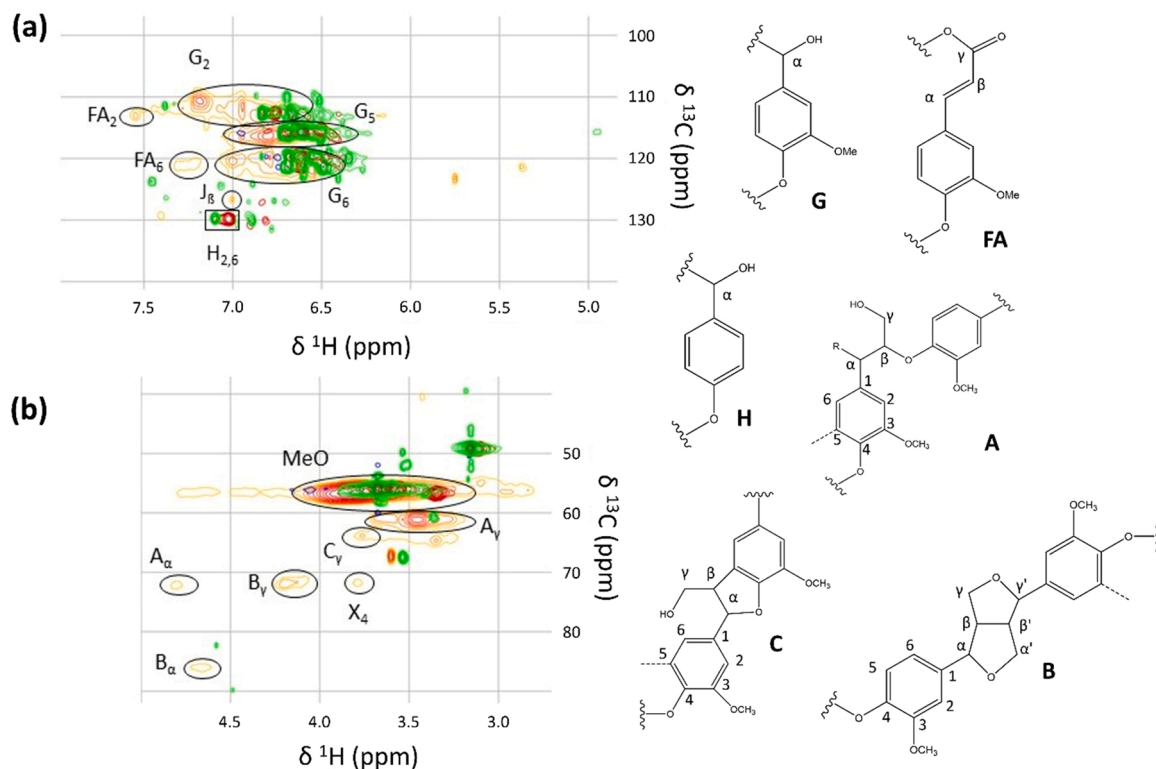 (a)
G₂
FA₂
G₅
FA₆
Jß
G₆
H₂,₆
100
110
120
130
δ ¹³C (ppm)
7.5 7.0 6.5 6.0 5.5 5.0
δ ¹H (ppm)
OH
α
OMe
O
G
O
γ
O
β
α
OMe
O
FA
OH
α
O
H
HO
γ
R
α
β
O
OCH₃
1
6
2
5
3
4
OCH₃
O
A
(b)
MeO
Aγ
Cγ
Aα
Bγ
X₄
Bα
50
61
70
80
δ ¹³C (ppm)
4.5 4.0 3.5 3.0
δ ¹H (ppm)
γ
β
α
HO
O
OCH₃
6
1
5
2
4
3
O
OCH₃
C
OCH₃
O
O
γ
γ'
β
β'
α
α'
O
6
5
1
4
2
3
O
OCH₃
B